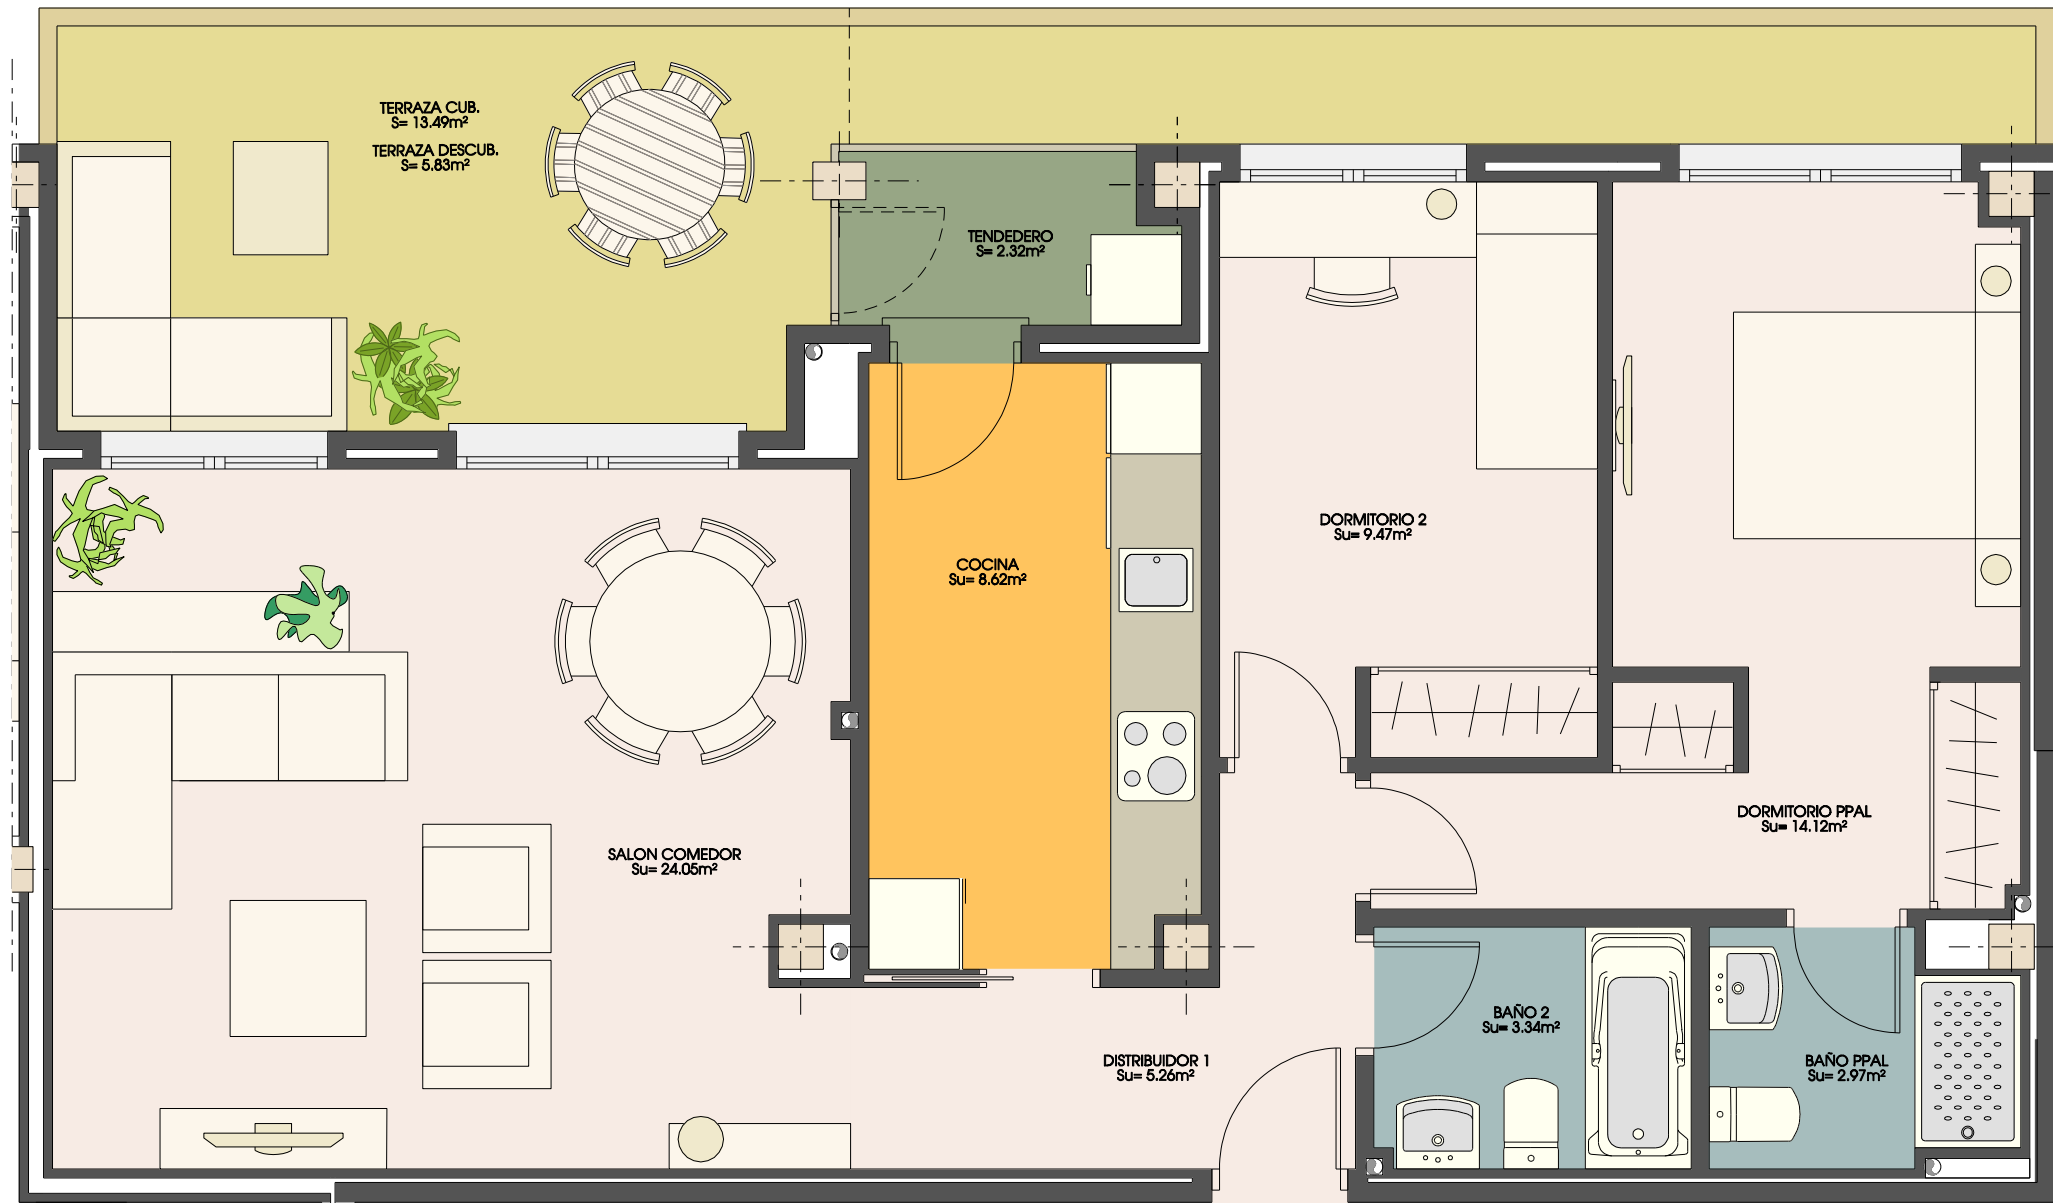 TERRAZA CUB.
S= 13.49m²
TERRAZA DESCUB.
S= 5.83m²
TENDEDERO
S= 2.32m²
DORMITORIO 2
Su= 9.47m²
COCINA
Su= 8.62m²
DORMITORIO PPAL
Su= 14.12m²
SALON COMEDOR
Su= 24.05m²
BAÑO 2
Su= 3.34m²
DISTRIBUIDOR 1
Su= 5.26m²
BAÑO PPAL
Su= 2.97m²